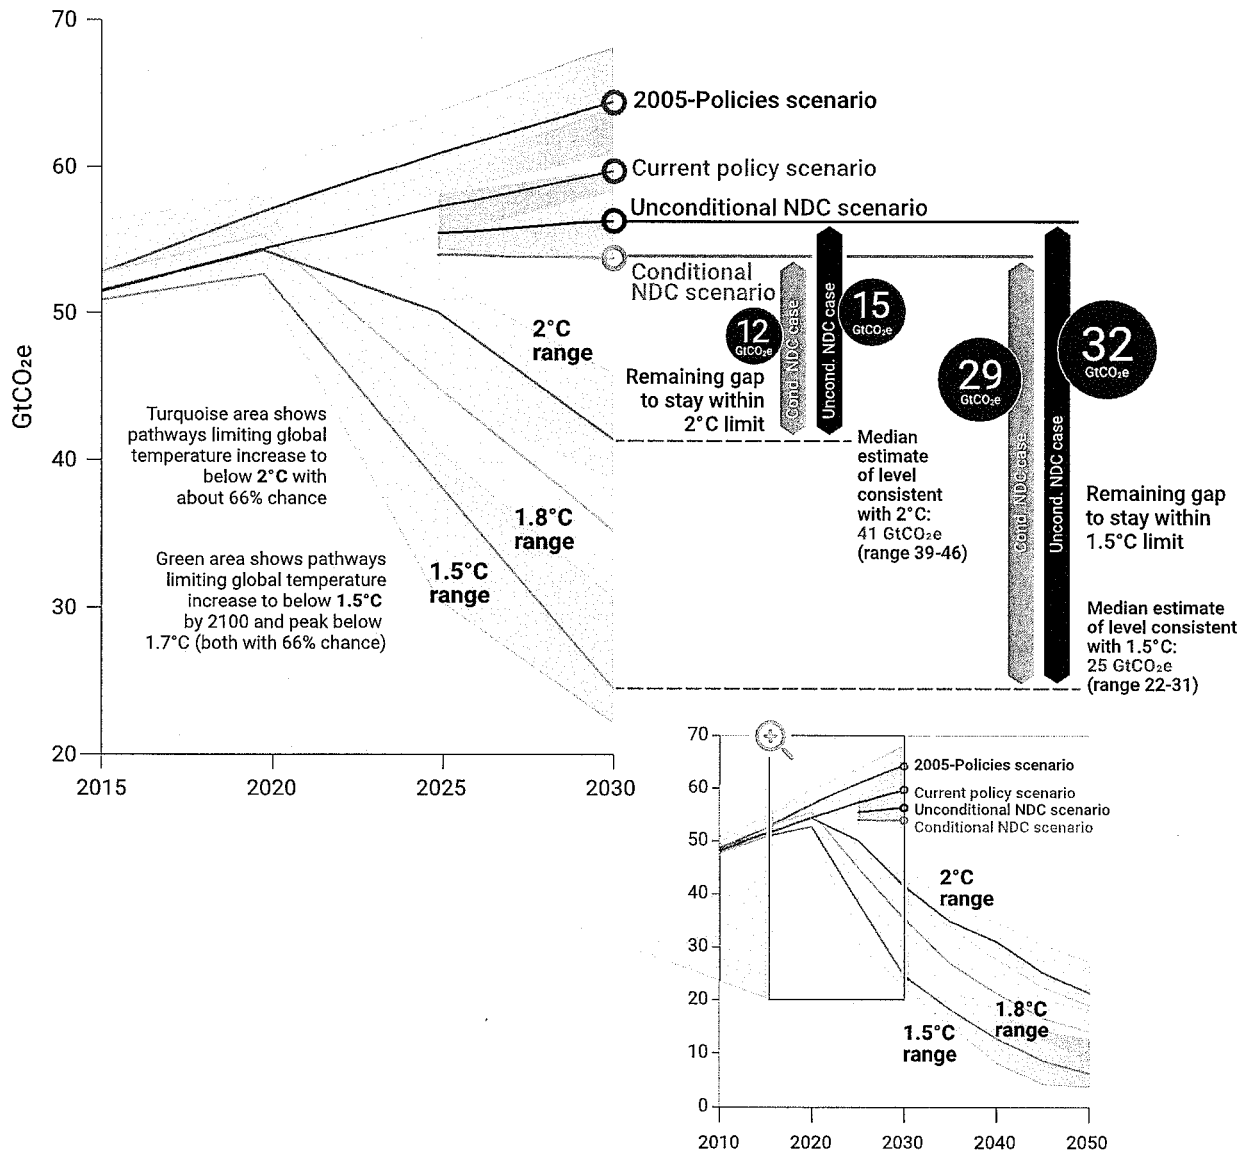 70
60
50
40
30
20
GtCO₂e
2015
2020
2025
2030
2005-Policies scenario
Current policy scenario
Unconditional NDC scenario
Conditional
NDC scenario
2°C
range
1.8°C
range
1.5°C
range
Turquoise area shows
pathways limiting global
temperature increase to
below 2°C with
about 66% chance
Green area shows pathways
limiting global temperature
increase to below 1.5°C
by 2100 and peak below
1.7°C (both with 66% chance)
12
GtCO₂e
Cond. NDC case
Uncond. NDC case
15
GtCO₂e
Remaining gap
to stay within
2°C limit
Median
estimate
of level
consistent
with 2°C:
41 GtCO₂e
(range 39-46)
29
GtCO₂e
Cond. NDC case
Uncond. NDC case
32
GtCO₂e
Remaining gap
to stay within
1.5°C limit
Median estimate
of level consistent
with 1.5°C:
25 GtCO₂e
(range 22-31)
70
60
50
40
30
20
10
0
2010
2020
2030
2040
2050
2005-Policies scenario
Current policy scenario
Unconditional NDC scenario
Conditional NDC scenario
2°C
range
1.8°C
range
1.5°C
range